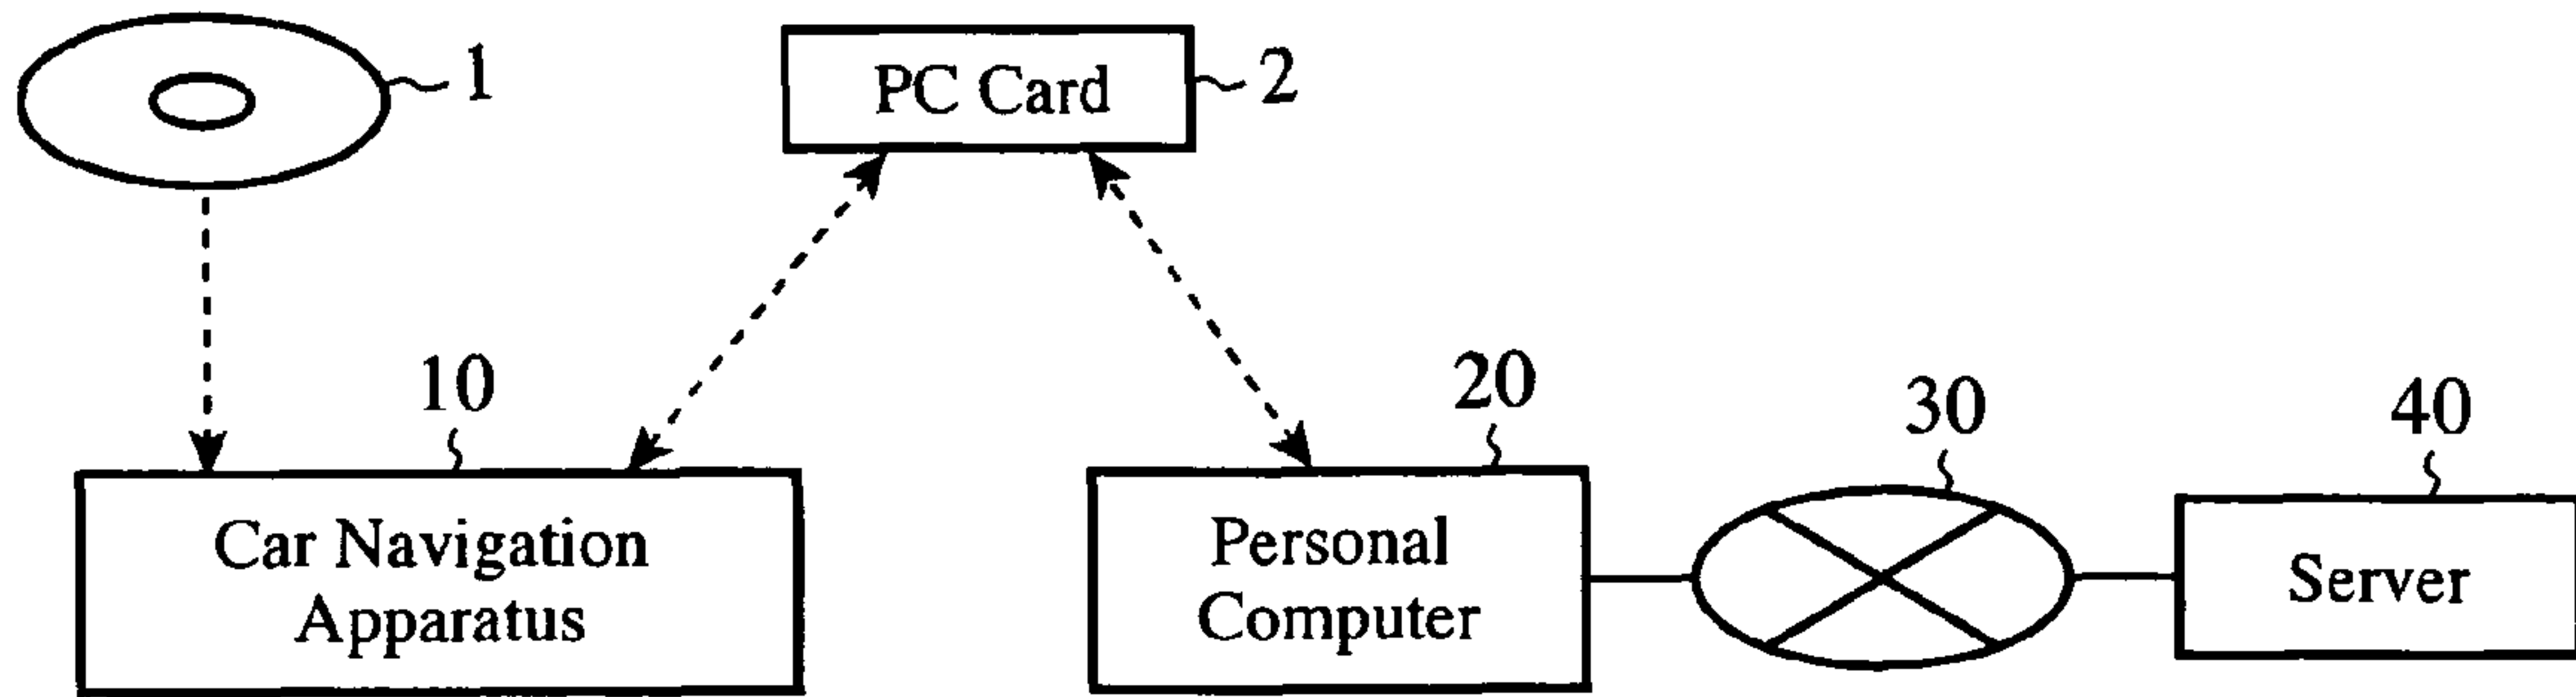 1
PC Card
2
10
20
30
40
Car Navigation
Apparatus
Personal
Computer
Server